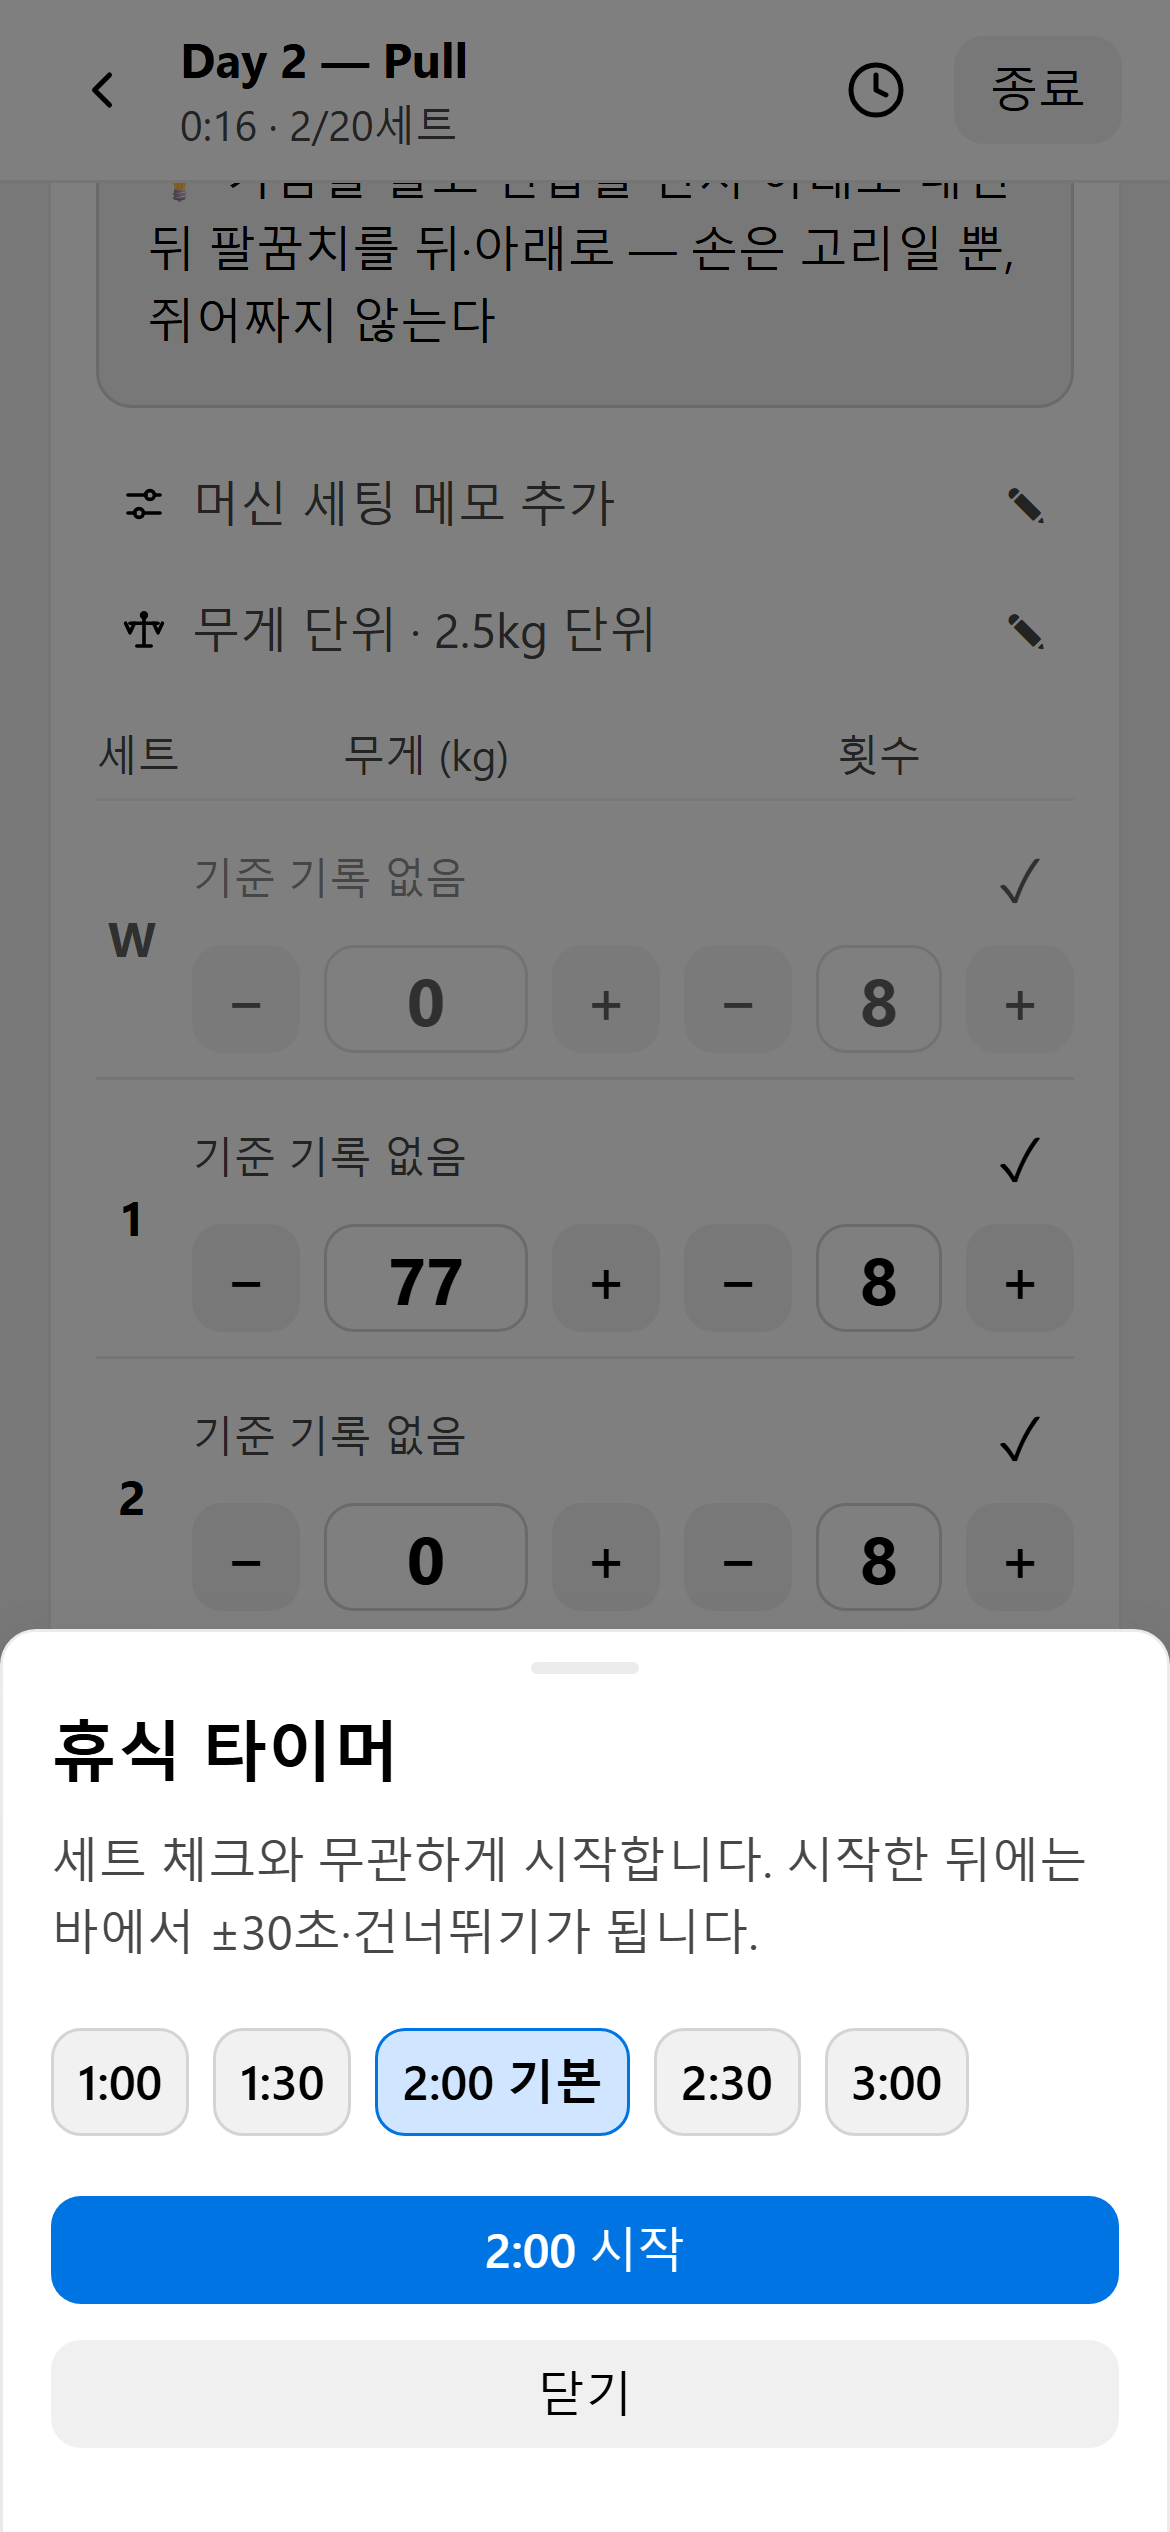 Day 2 — Pull
0:16 · 2/20세트
종료
뒤 팔꿈치를 뒤·아래로 — 손은 고리일 뿐,
쥐어짜지 않는다
머신 세팅 메모 추가
무게 단위 · 2.5kg 단위
세트 무게 (kg) 횟수
기준 기록 없음 ✓
W − 0 + − 8 +
기준 기록 없음 ✓
1 − 77 + − 8 +
기준 기록 없음 ✓
2 − 0 + − 8 +
휴식 타이머
세트 체크와 무관하게 시작합니다. 시작한 뒤에는
바에서 ±30초·건너뛰기가 됩니다.
1:00 1:30 2:00 기본 2:30 3:00
2:00 시작
닫기